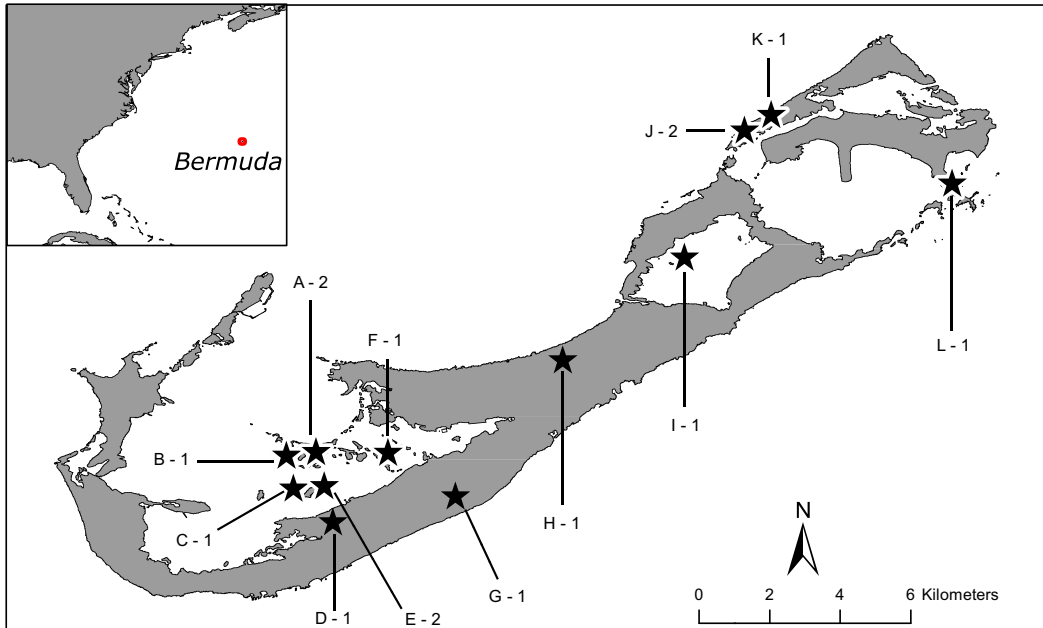 Bermuda
K - 1
J - 2
A - 2
F - 1
L - 1
I - 1
B - 1
H - 1
C - 1
G - 1
D - 1
E - 2
N
0 2 4 6 Kilometers